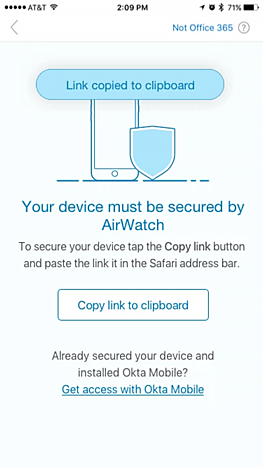 AT&T 2:09 PM 71%
Not Office 365 ?
Link copied to clipboard
Your device must be secured by
AirWatch
To secure your device tap the Copy link button
and paste the link it in the Safari address bar.
Copy link to clipboard
Already secured your device and
installed Okta Mobile?
Get access with Okta Mobile